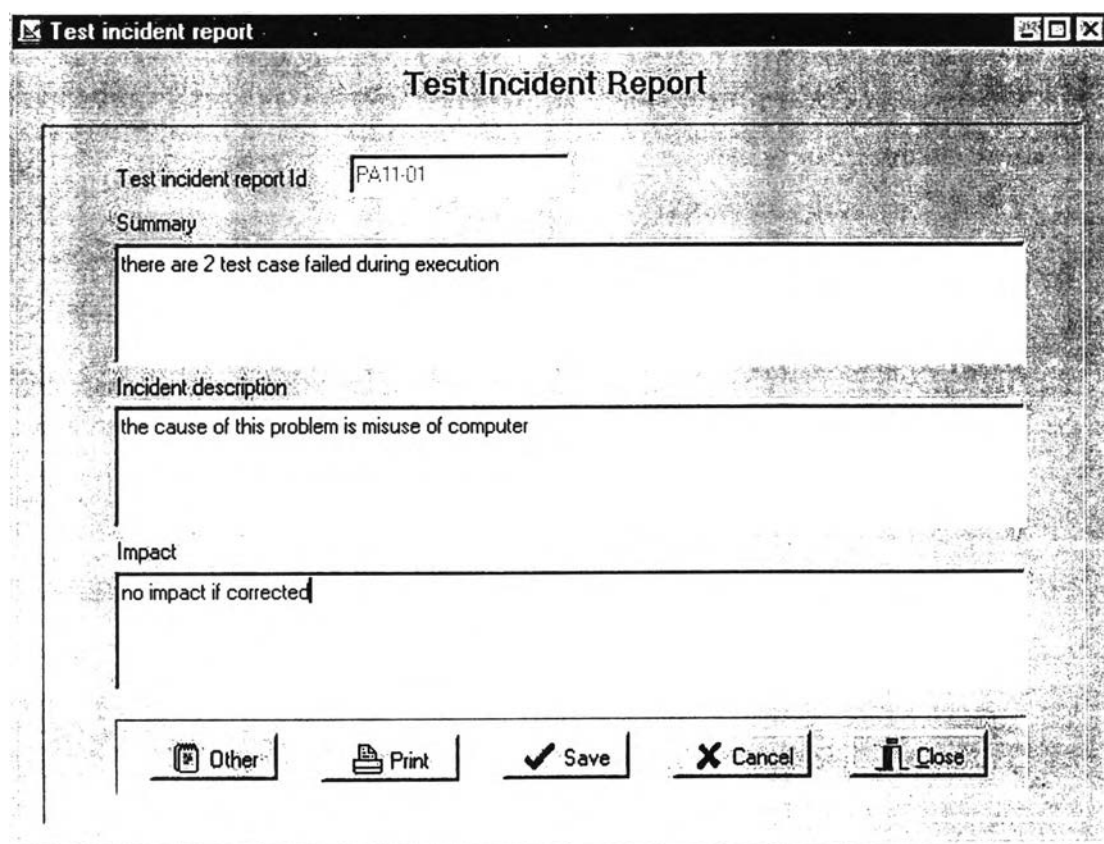 Test incident report
Test Incident Report
Test incident report Id PA11-01
Summary
there are 2 test case failed during execution
Incident description
the cause of this problem is misuse of computer
Impact
no impact if corrected
Other Print Save Cancel Close